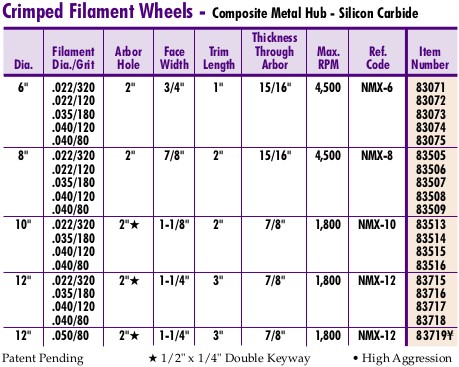 Crimped Filament Wheels - Composite Metal Hub - Silicon Carbide
Thickness
Filament Arbor Face Trim Through Max. Ref. Item
Dia. Dia./Grit Hole Width Length Arbor RPM Code Number
6" .022/320 2" 3/4" 1" 15/16" 4,500 NMX-6 83071
.022/120 83072
.035/180 83073
.040/120 83074
.040/80 83075
8" .022/320 2" 7/8" 2" 15/16" 4,500 NMX-8 83505
.022/120 83506
.035/180 83507
.040/120 83508
.040/80 83509
10" .022/320 2"★ 1-1/8" 2" 7/8" 1,800 NMX-10 83513
.035/180 83514
.040/120 83515
.040/80 83516
12" .022/320 2"★ 1-1/4" 3" 7/8" 1,800 NMX-12 83715
.035/180 83716
.040/120 83717
.040/80 83718
12" .050/80 2"★ 1-1/4" 3" 7/8" 1,800 NMX-12 83719¥
Patent Pending ★ 1/2" x 1/4" Double Keyway • High Aggression